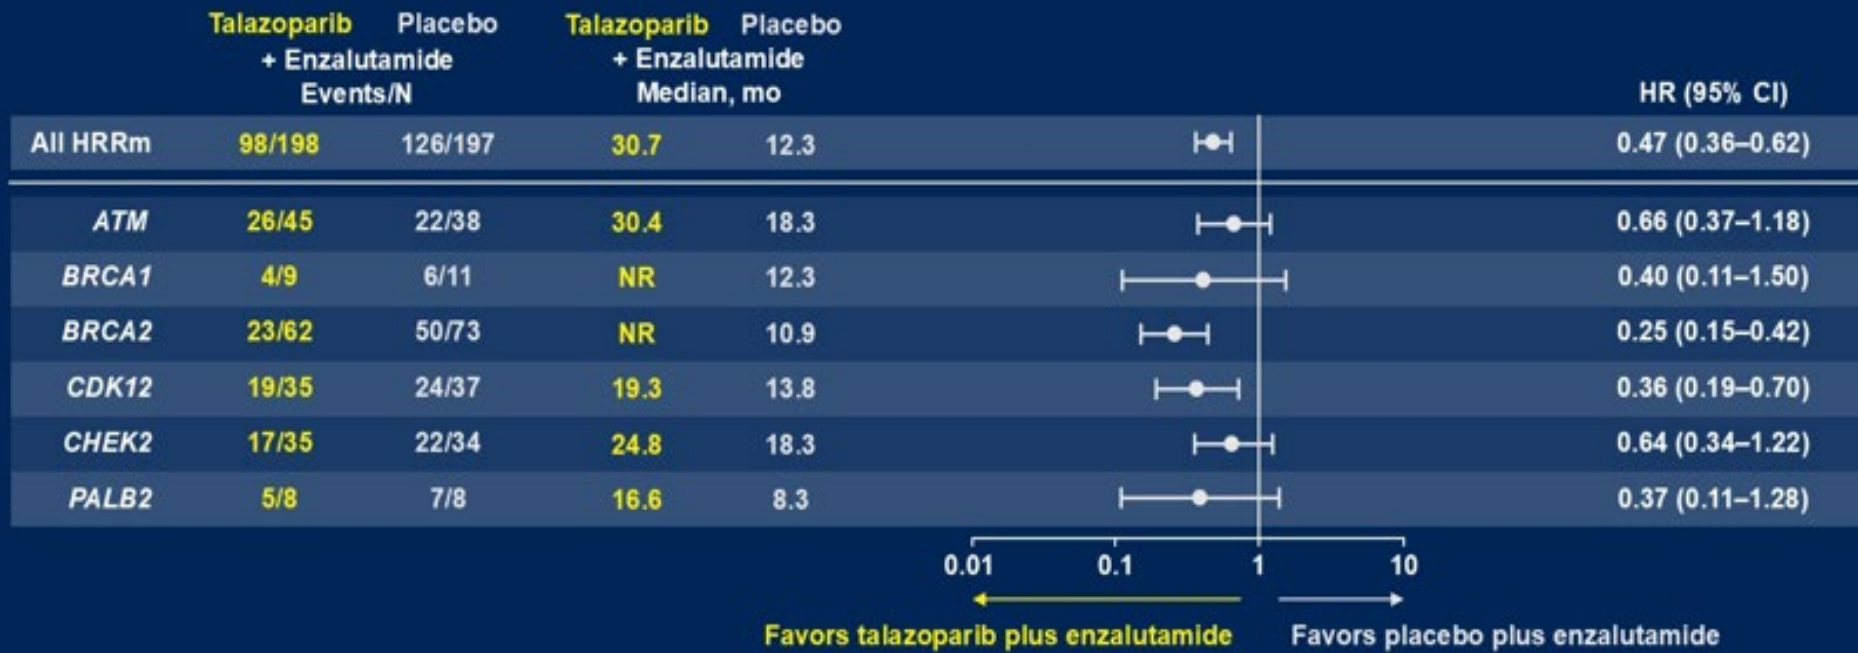 Talazoparib Placebo Talazoparib Placebo
+ Enzalutamide + Enzalutamide
Events/N Median, mo HR (95% CI)
All HRRm 98/198 126/197 30.7 12.3 0.47 (0.36–0.62)
ATM 26/45 22/38 30.4 18.3 0.66 (0.37–1.18)
BRCA1 4/9 6/11 NR 12.3 0.40 (0.11–1.50)
BRCA2 23/62 50/73 NR 10.9 0.25 (0.15–0.42)
CDK12 19/35 24/37 19.3 13.8 0.36 (0.19–0.70)
CHEK2 17/35 22/34 24.8 18.3 0.64 (0.34–1.22)
PALB2 5/8 7/8 16.6 8.3 0.37 (0.11–1.28)
0.01 0.1 1 10
Favors talazoparib plus enzalutamide Favors placebo plus enzalutamide